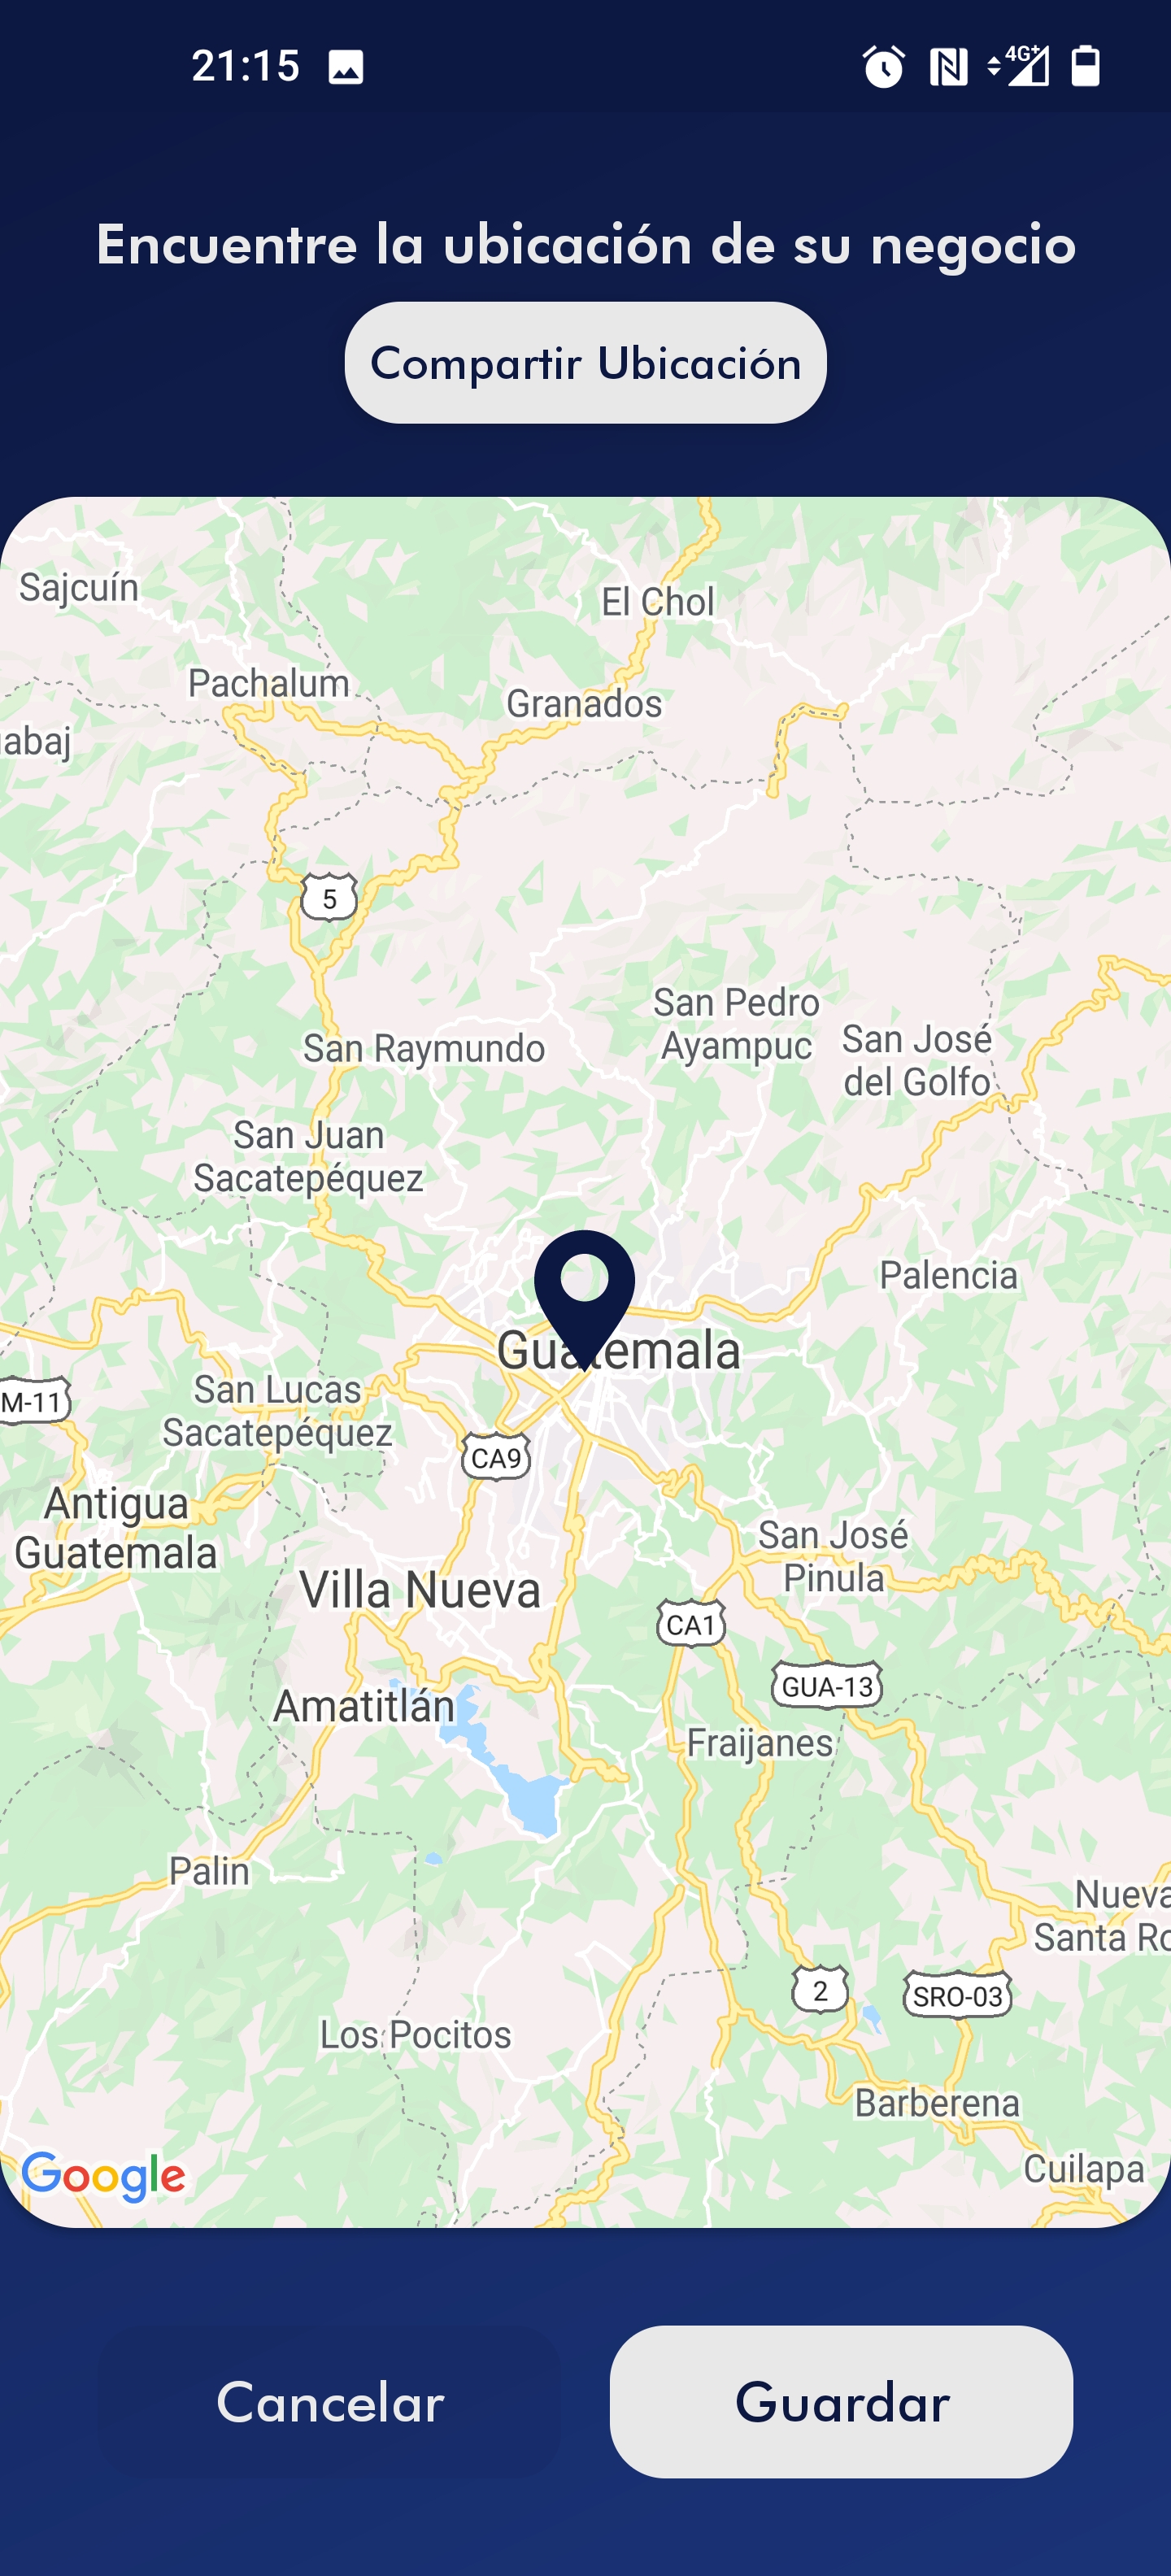 21:15
4G+
Encuentre la ubicación de su negocio
Compartir Ubicación
Sajcuín
El Chol
Pachalum
Granados
abaj
5
San Pedro
Ayampuc
San José
del Golfo
San Raymundo
San Juan
Sacatepéquez
Palencia
Guatemala
M-11
San Lucas
Sacatepéquez
CA9
Antigua
Guatemala
San José
Pinula
Villa Nueva
CA1
GUA-13
Amatitlán
Fraijanes
Palin
Nueva
Santa Ro
2
SRO-03
Los Pocitos
Barberena
Cuilapa
Google
Cancelar
Guardar